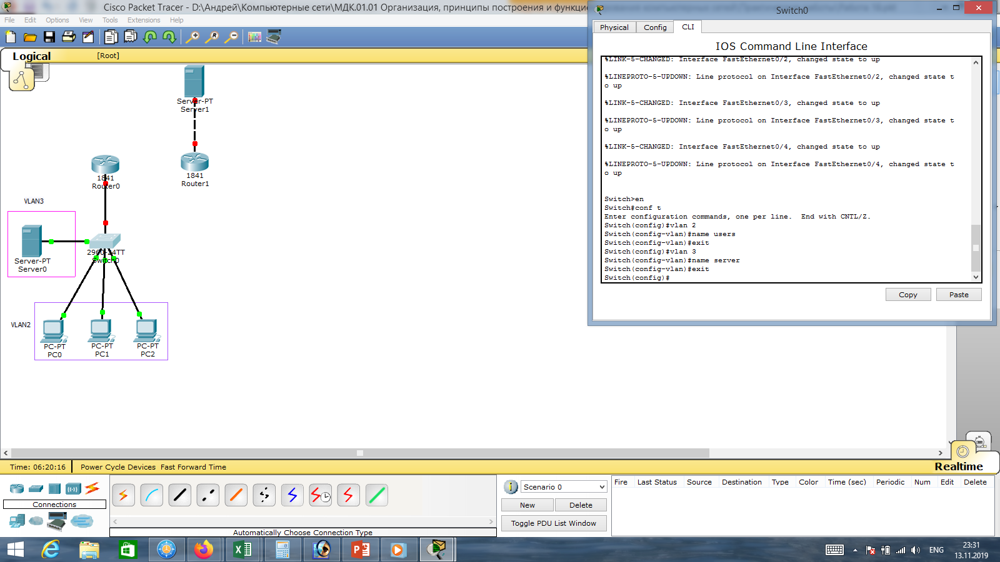 Cisco Packet Tracer - D:\Андрей\Компьютерные сети\МДК.01.01 Организация, принципы построения и функцио
File Edit Options View Tools Extensions Help
Logical
[Root]
Server-PT
Server1
1841
Router0
1841
Router1
VLAN3
Server-PT
Server0
2960-24TT
Switch0
VLAN2
PC-PT
PC0
PC-PT
PC1
PC-PT
PC2
Switch0
Physical Config CLI
IOS Command Line Interface
%LINK-5-CHANGED: Interface FastEthernet0/2, changed state to up
%LINEPROTO-5-UPDOWN: Line protocol on Interface FastEthernet0/2, changed state t
o up
%LINK-5-CHANGED: Interface FastEthernet0/3, changed state to up
%LINEPROTO-5-UPDOWN: Line protocol on Interface FastEthernet0/3, changed state t
o up
%LINK-5-CHANGED: Interface FastEthernet0/4, changed state to up
%LINEPROTO-5-UPDOWN: Line protocol on Interface FastEthernet0/4, changed state t
o up
Switch>en
Switch#conf t
Enter configuration commands, one per line.  End with CNTL/Z.
Switch(config)#vlan 2
Switch(config-vlan)#name users
Switch(config-vlan)#exit
Switch(config)#vlan 3
Switch(config-vlan)#name server
Switch(config-vlan)#exit
Switch(config)#
Copy Paste
Time: 06:20:16 Power Cycle Devices Fast Forward Time
Realtime
Connections
Automatically Choose Connection Type
Scenario 0
New Delete
Toggle PDU List Window
Fire Last Status Source Destination Type Color Time (sec) Periodic Num Edit Delete
ENG
23:31
13.11.2019